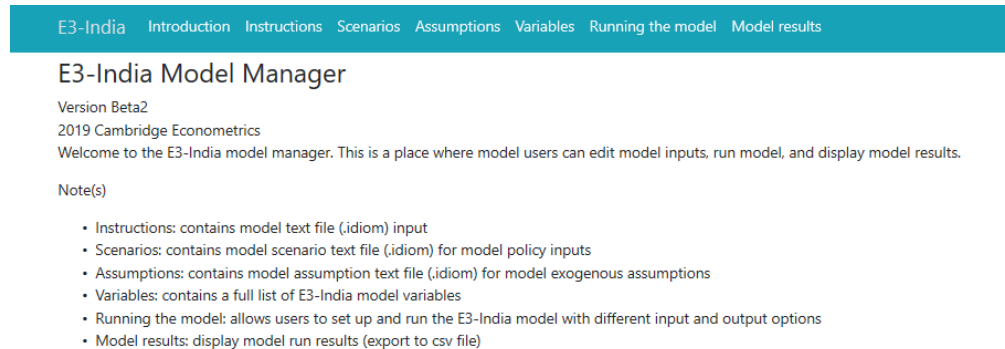 E3-India Introduction Instructions Scenarios Assumptions Variables Running the model Model results
E3-India Model Manager
Version Beta2
2019 Cambridge Econometrics
Welcome to the E3-India model manager. This is a place where model users can edit model inputs, run model, and display model results.
Note(s)
• Instructions: contains model text file (.idiom) input
• Scenarios: contains model scenario text file (.idiom) for model policy inputs
• Assumptions: contains model assumption text file (.idiom) for model exogenous assumptions
• Variables: contains a full list of E3-India model variables
• Running the model: allows users to set up and run the E3-India model with different input and output options
• Model results: display model run results (export to csv file)